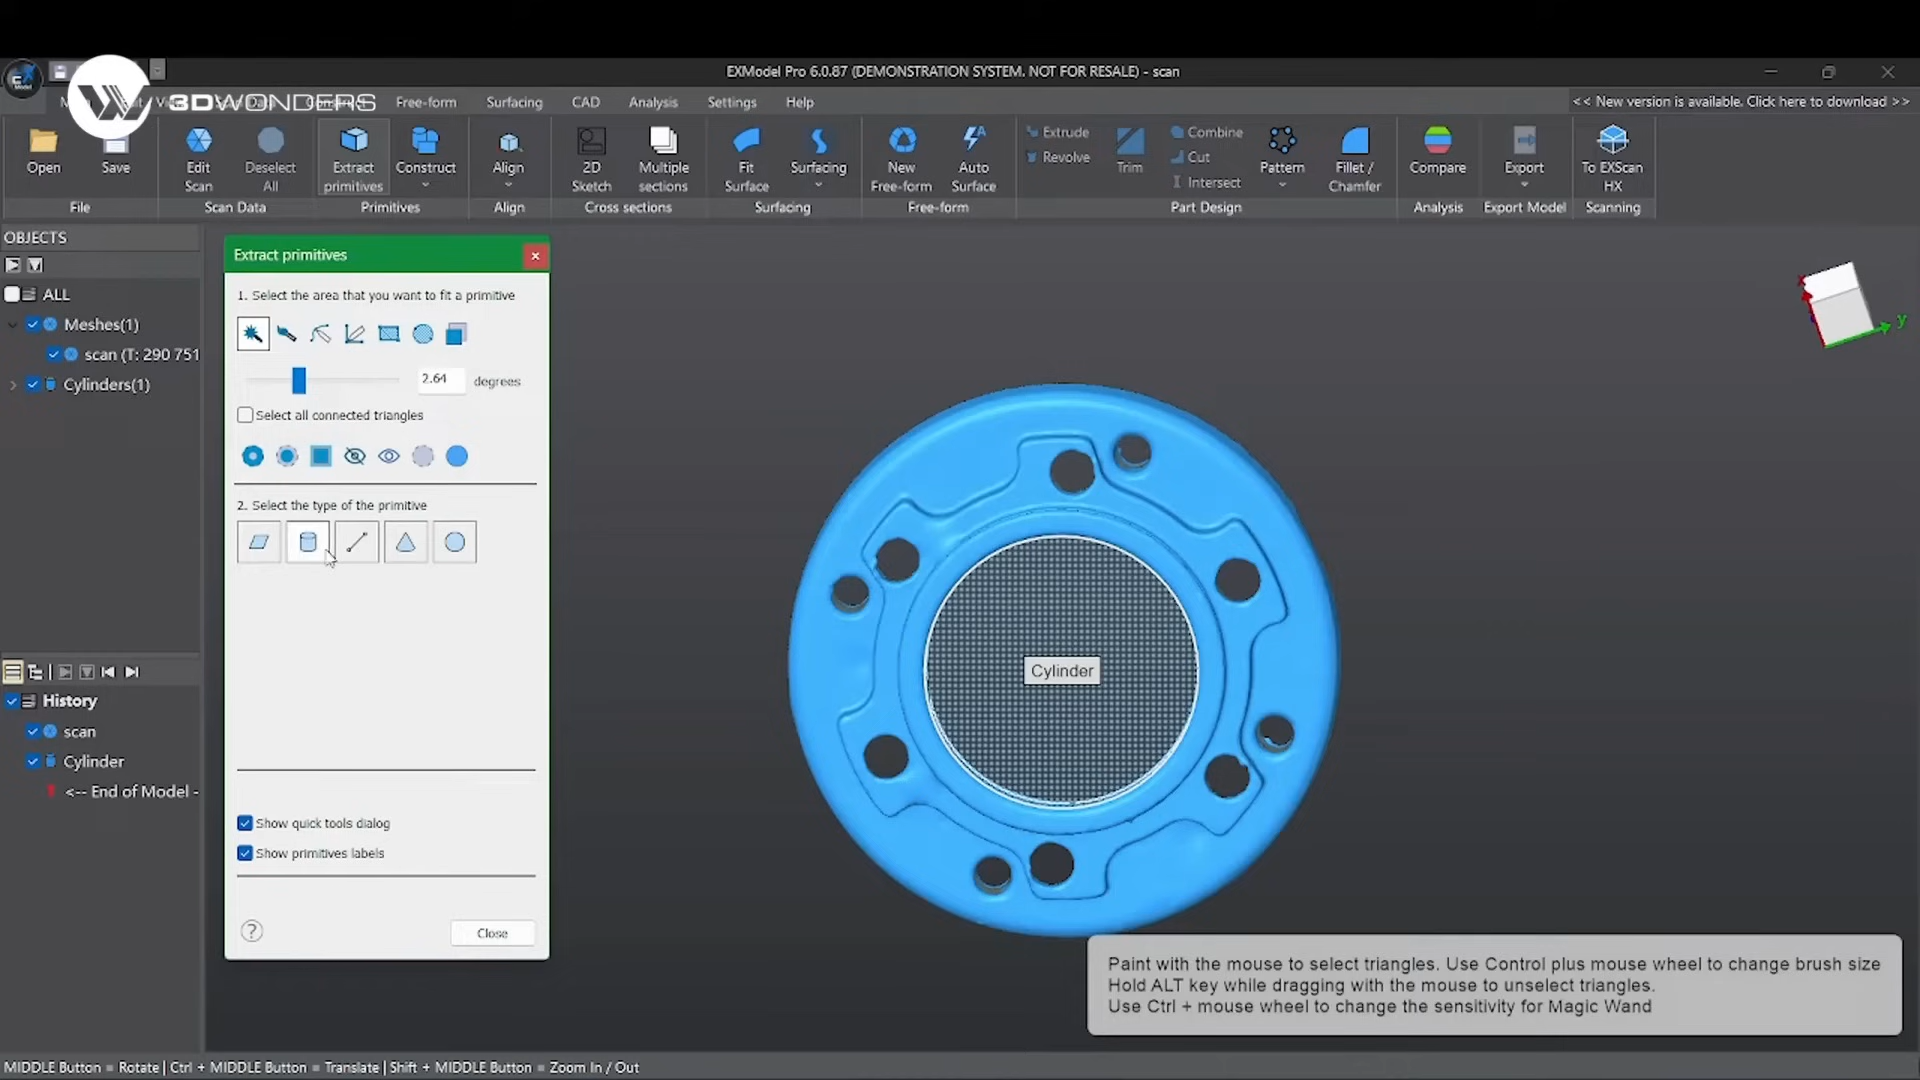 EXModel Pro 6.0.87 (DEMONSTRATION SYSTEM. NOT FOR RESALE) - scan
3DWONDERS
Free-form Surfacing CAD Analysis Settings Help
<< New version is available. Click here to download >>
Open
Save
File
Edit Scan
Deselect All
Scan Data
Extract primitives
Construct
Primitives
Align
Align
2D Sketch
Multiple sections
Cross sections
Fit Surface
Surfacing
Surfacing
New Free-form
Auto Surface
Free-form
Extrude
Revolve
Trim
Combine
Cut
Intersect
Pattern
Fillet / Chamfer
Part Design
Compare
Analysis
Export
Export Model
To EXScan HX
Scanning
OBJECTS
ALL
Meshes(1)
scan (T: 290 751
Cylinders(1)
History
scan
Cylinder
<-- End of Model -
Extract primitives
1. Select the area that you want to fit a primitive
2.64 degrees
Select all connected triangles
2. Select the type of the primitive
Show quick tools dialog
Show primitives labels
?
Close
Cylinder
y
Paint with the mouse to select triangles. Use Control plus mouse wheel to change brush size
Hold ALT key while dragging with the mouse to unselect triangles.
Use Ctrl + mouse wheel to change the sensitivity for Magic Wand
MIDDLE Button = Rotate | Ctrl + MIDDLE Button = Translate | Shift + MIDDLE Button = Zoom In / Out